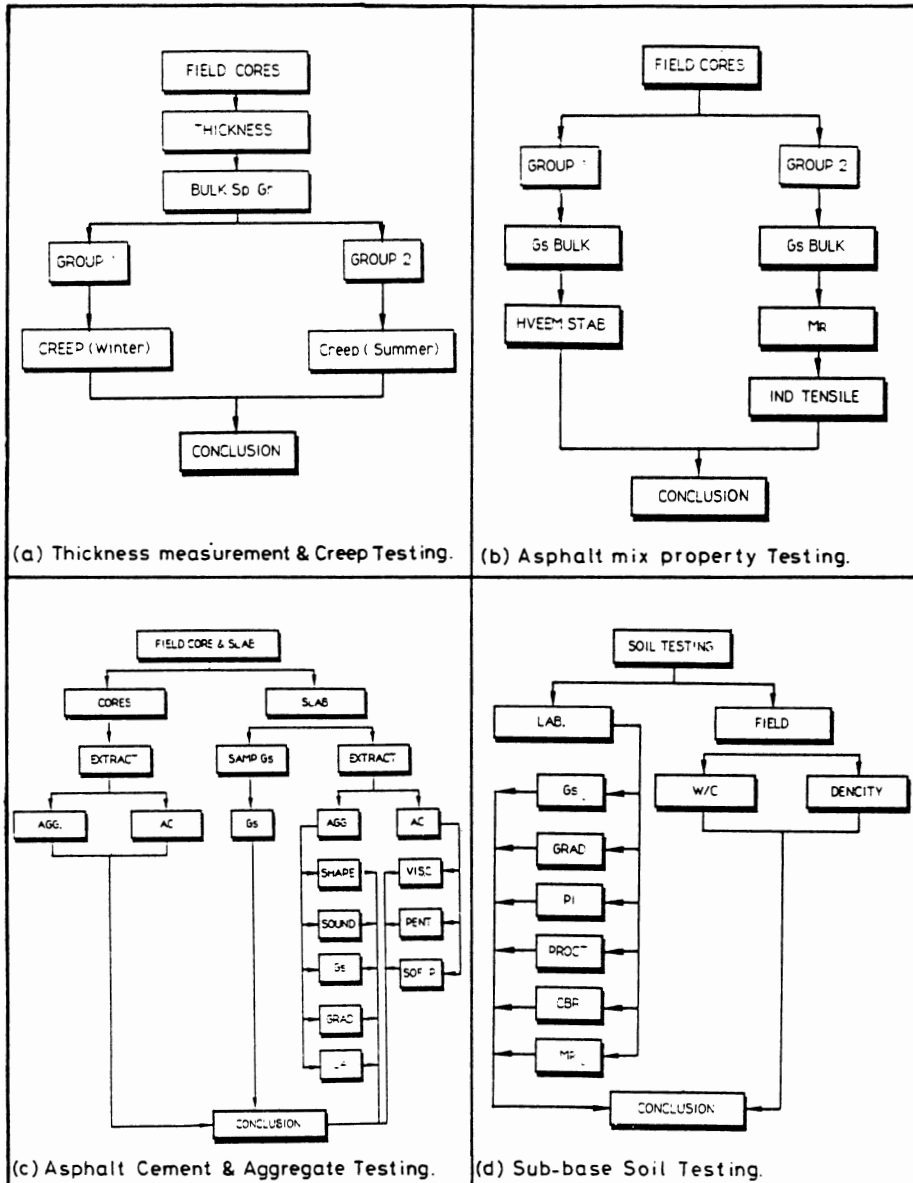 FIELD CORES
THICKNESS
BULK Sp Gr
GROUP 1
GROUP 2
CREEP (Winter)
Creep ( Summer)
CONCLUSION
(a) Thickness measurement & Creep Testing.
FIELD CORES
GROUP 1
GROUP 2
Gs BULK
Gs BULK
HVEEM STAB
MR
IND TENSILE
CONCLUSION
(b) Asphalt mix property Testing.
FIELD CORE & SLAB
CORES
SLAB
EXTRACT
SAMP Gs
EXTRACT
AGG.
AC
Gs
AGG
AC
SHAPE
VISC
SOUND
PENT
Gs
SOF P
GRAD
CONCLUSION
(c) Asphalt Cement & Aggregate Testing.
SOIL TESTING
LAB.
FIELD
Gs
W/C
DENCITY
GRAD
PI
PROCT
CBR
MR
CONCLUSION
(d) Sub-base Soil Testing.